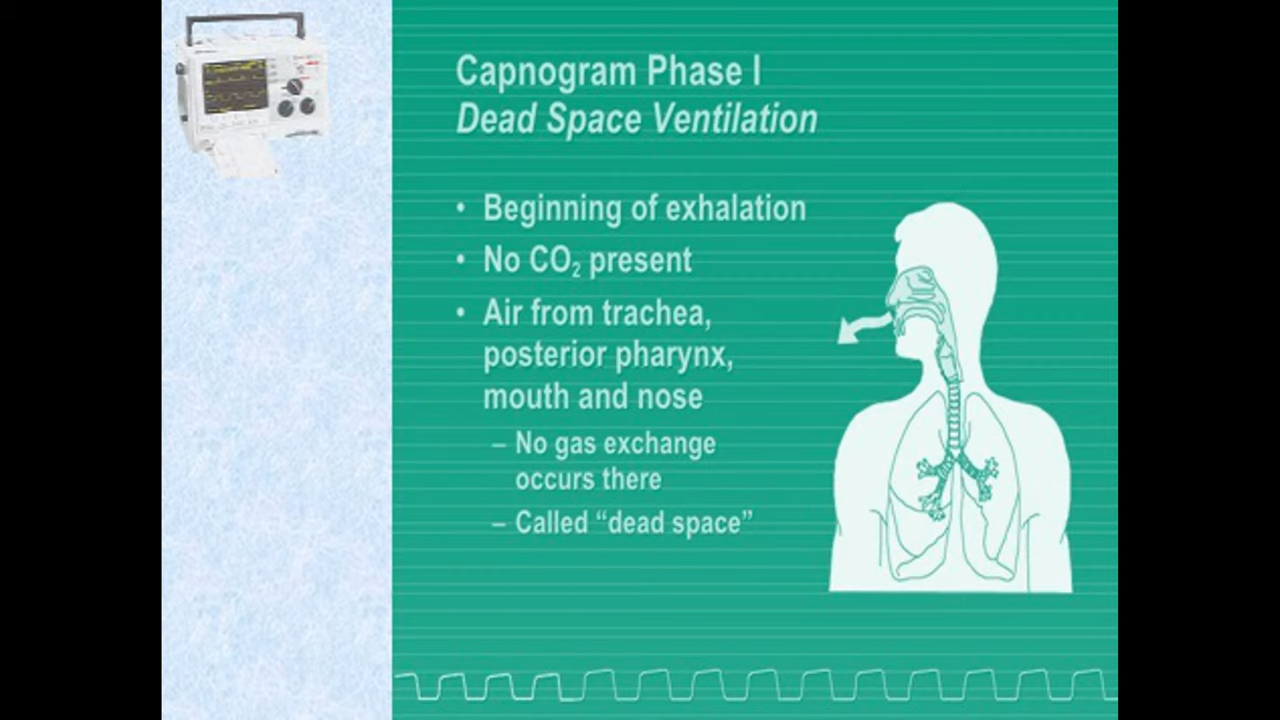 Capnogram Phase I
Dead Space Ventilation
• Beginning of exhalation
• No CO₂ present
• Air from trachea,
posterior pharynx,
mouth and nose
– No gas exchange
occurs there
– Called “dead space”